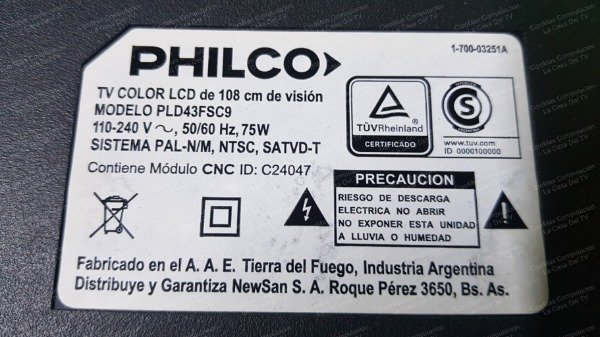 PHILCO
1-700-03251A
TV COLOR LCD de 108 cm de visión
MODELO PLD43FSC9
110-240 V ~, 50/60 Hz, 75W
SISTEMA PAL-N/M, NTSC, SATVD-T
Contiene Módulo CNC ID: C24047
TÜVRheinland
CERTIFICADO
S
www.tuv.com
ID 0000100000
PRECAUCION
RIESGO DE DESCARGA
ELECTRICA NO ABRIR
NO EXPONER ESTA UNIDAD
A LLUVIA O HUMEDAD
Fabricado en el A. A. E. Tierra del Fuego, Industria Argentina
Distribuye y Garantiza NewSan S. A. Roque Pérez 3650, Bs. As.